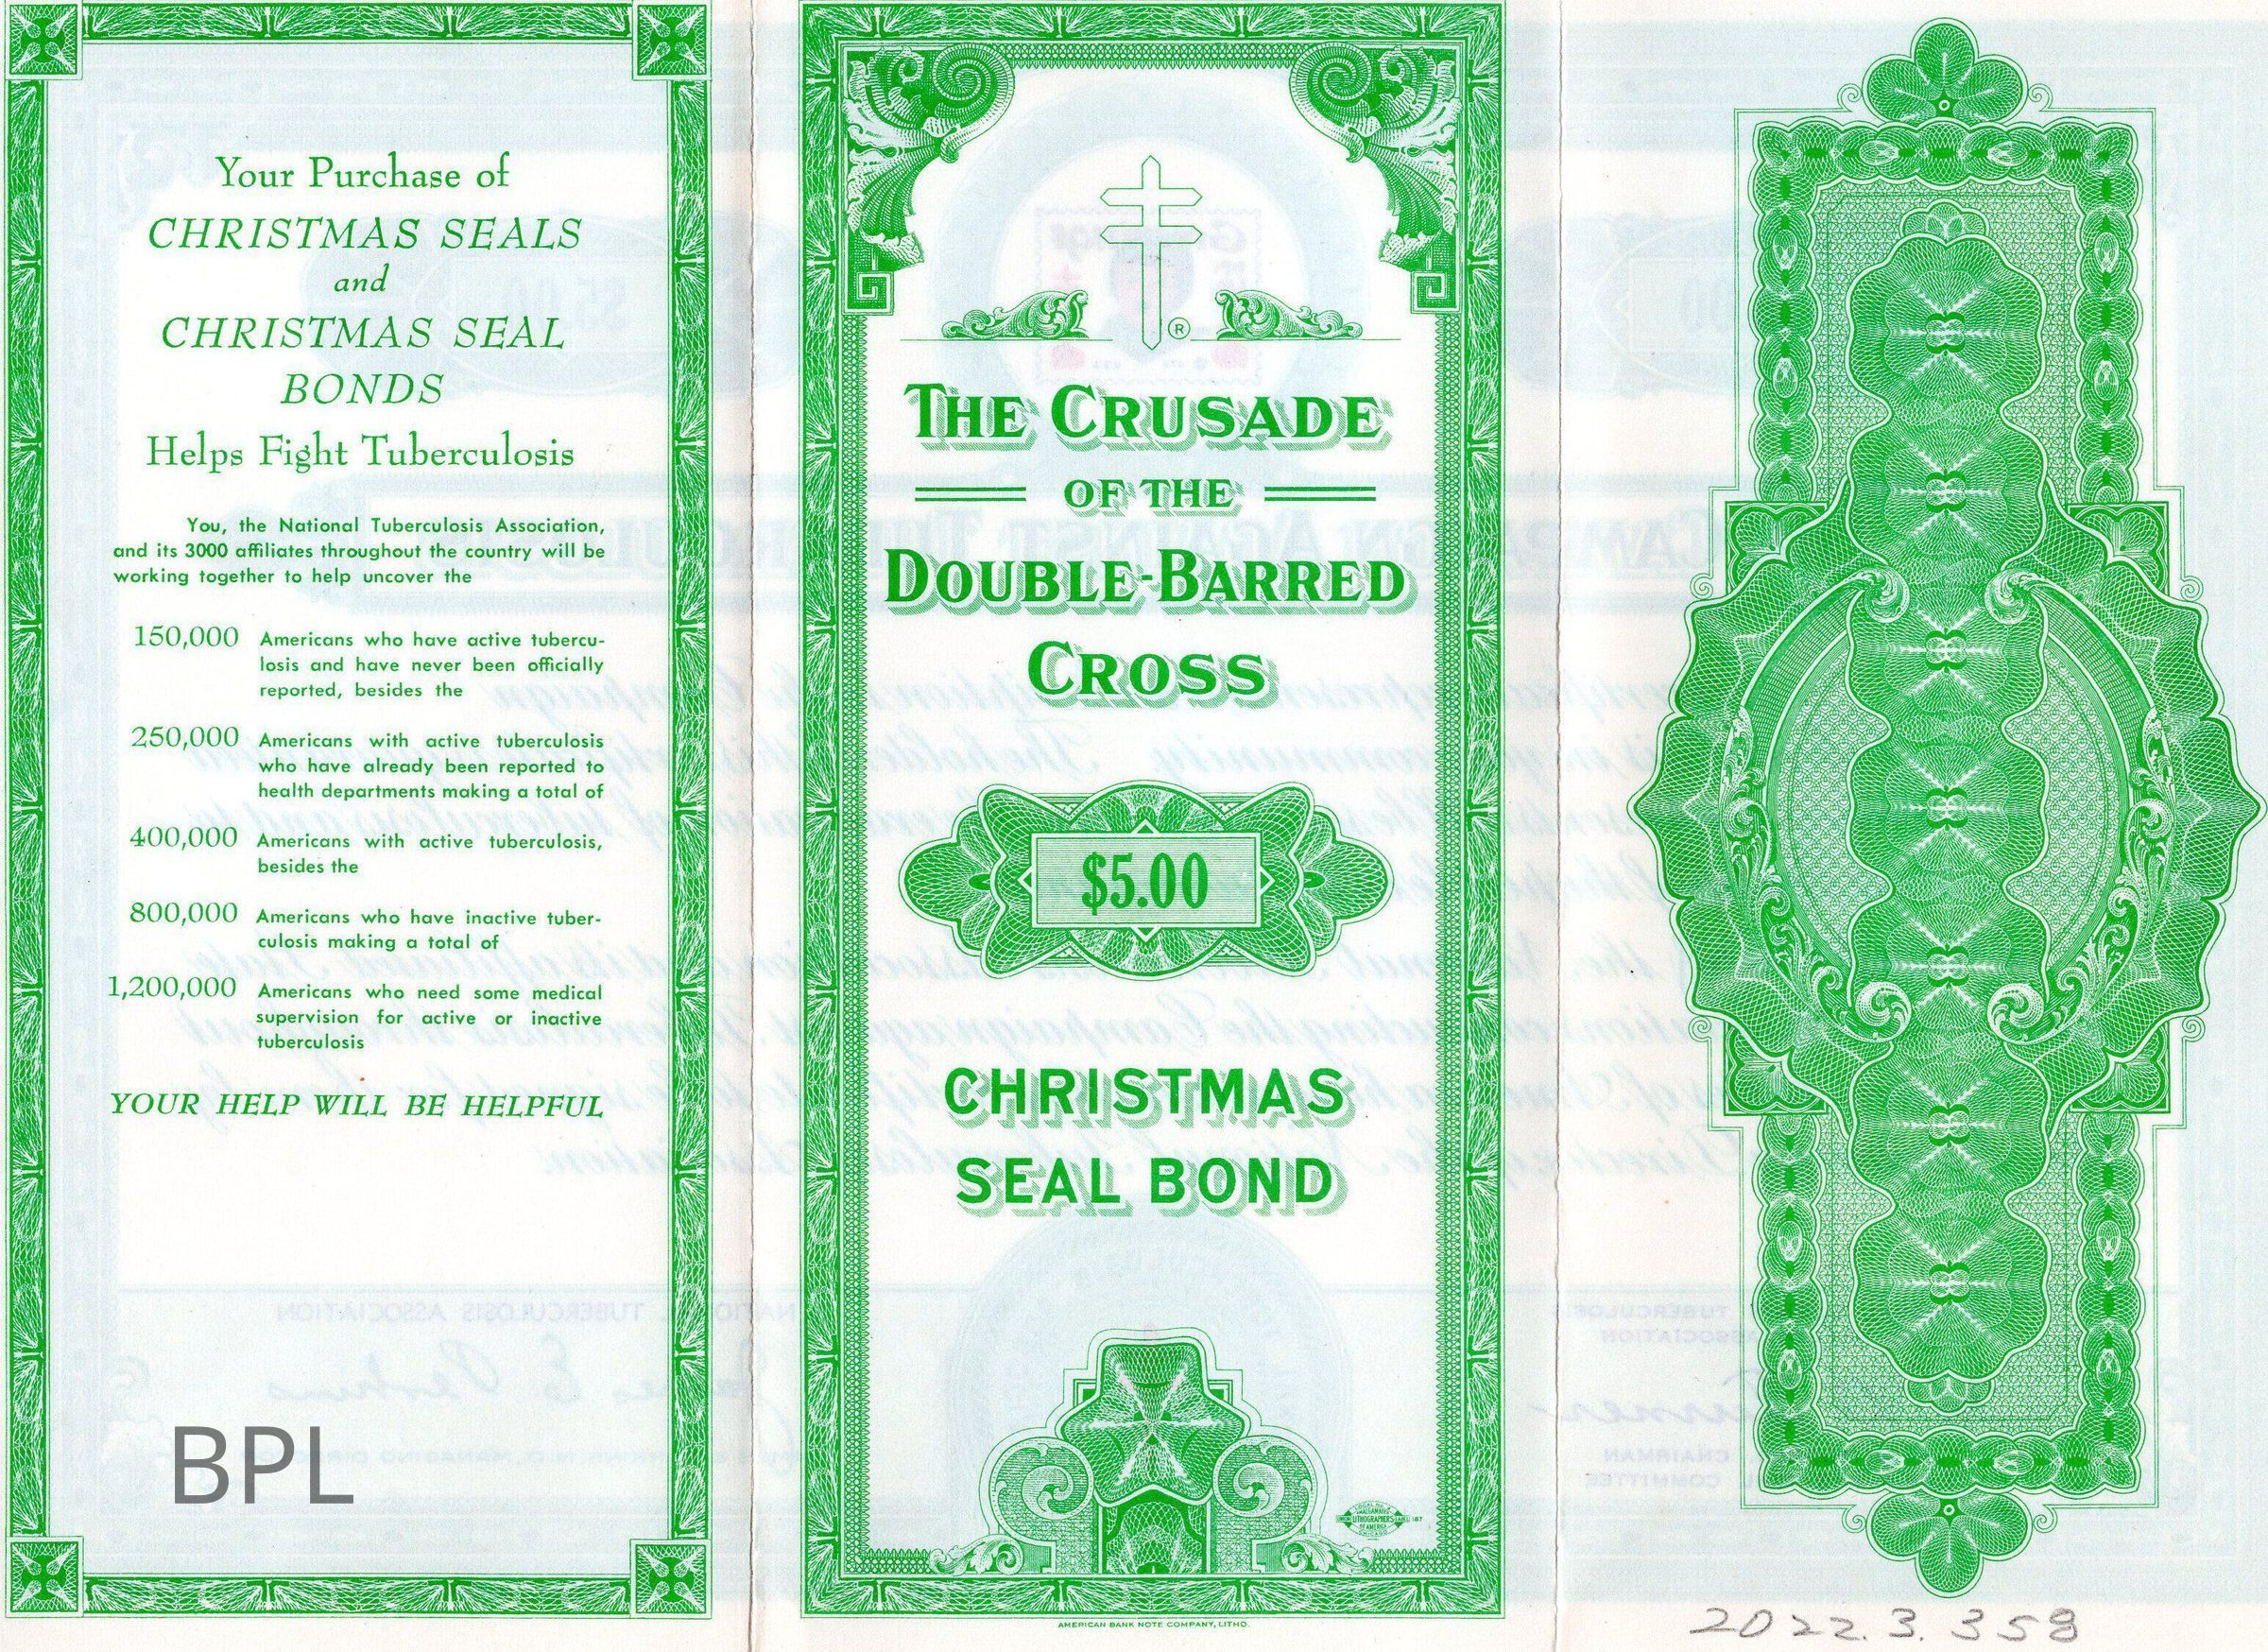 Your Purchase of
CHRISTMAS SEALS
and
CHRISTMAS SEAL
BONDS
Helps Fight Tuberculosis
You, the National Tuberculosis Association,
and its 3000 affiliates throughout the country will be
working together to help uncover the
150,000 Americans who have active tubercu-
losis and have never been officially
reported, besides the
250,000 Americans with active tuberculosis
who have already been reported to
health departments making a total of
400,000 Americans with active tuberculosis,
besides the
800,000 Americans who have inactive tuber-
culosis making a total of
1,200,000 Americans who need some medical
supervision for active or inactive
tuberculosis
YOUR HELP WILL BE HELPFUL
BPL
®
THE CRUSADE
OF THE
DOUBLE-BARRED
CROSS
$5.00
CHRISTMAS
SEAL BOND
LITHOGRAPHERS
OF AMERICA
AMERICAN BANK NOTE COMPANY, LITHO.
2022.3.358